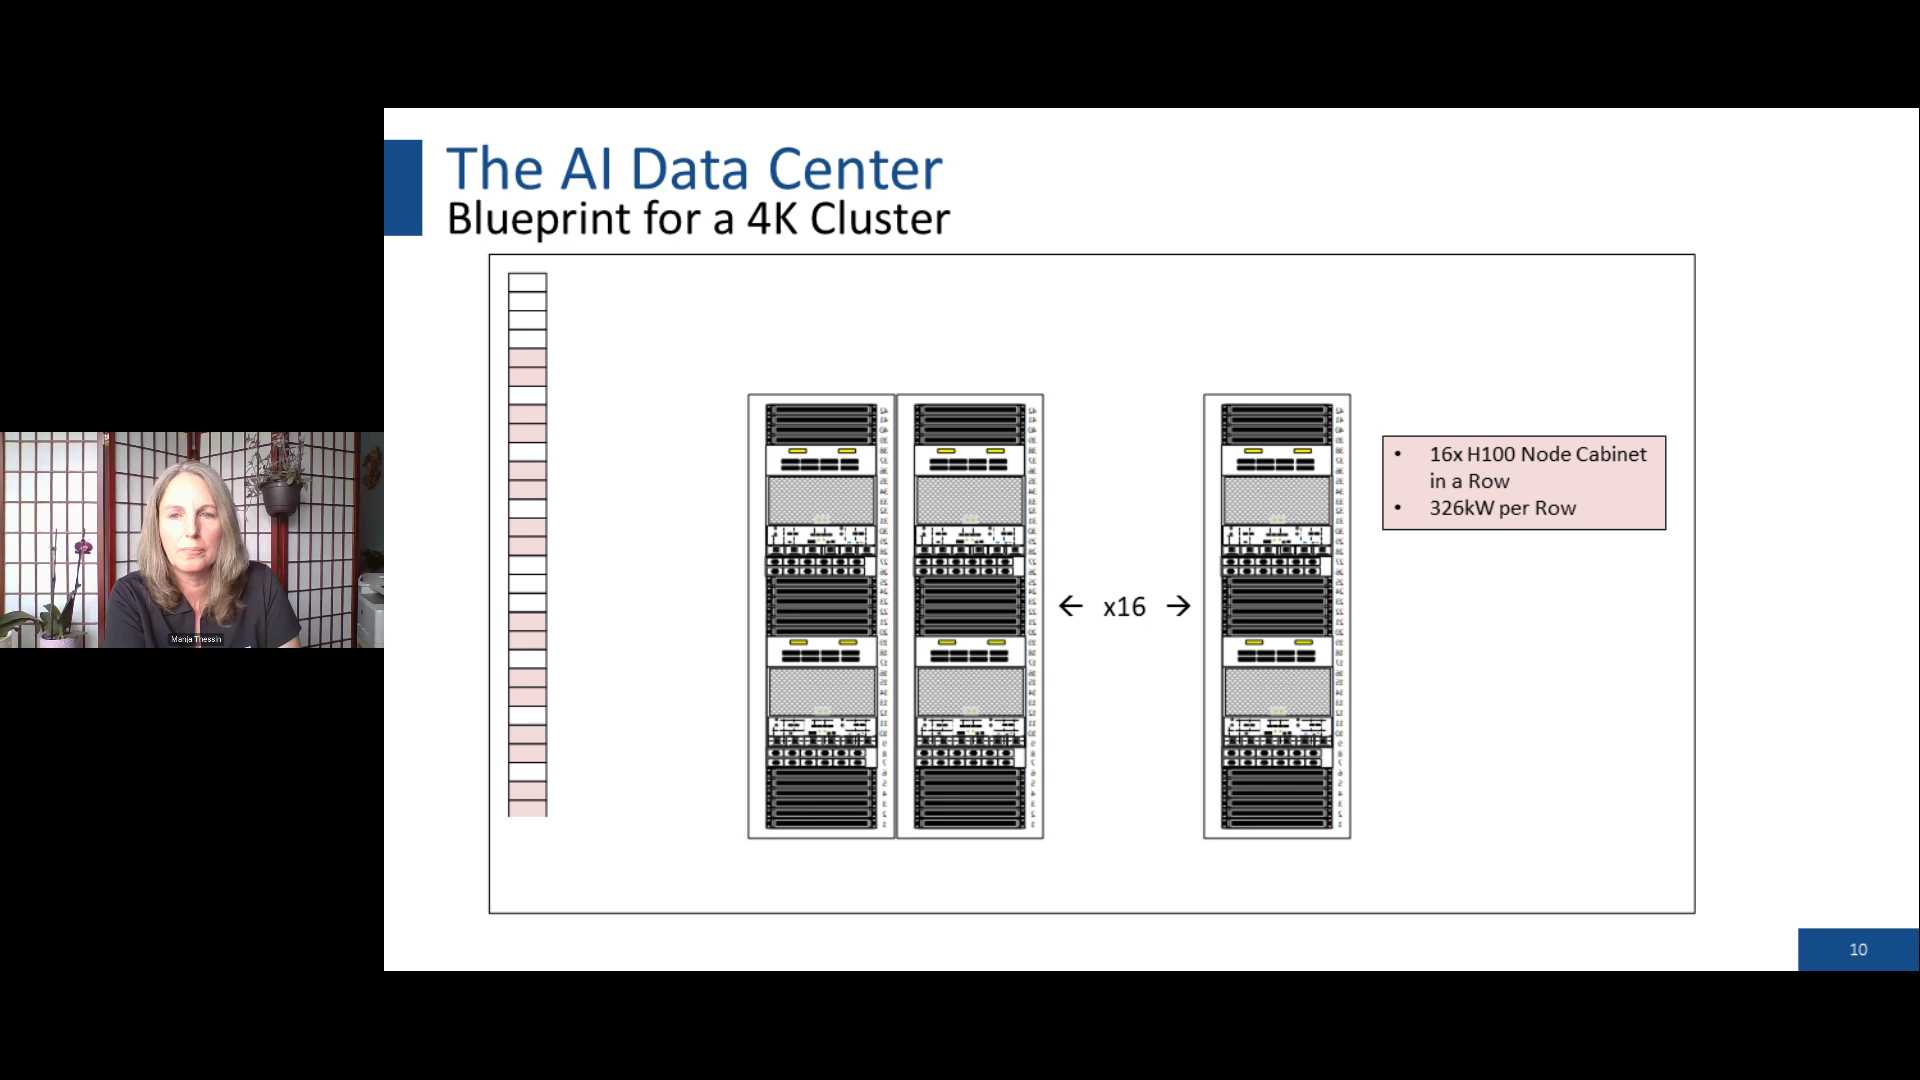 The AI Data Center
Blueprint for a 4K Cluster
← x16 →
• 16x H100 Node Cabinet
in a Row
• 326kW per Row
Manja Thessin
10